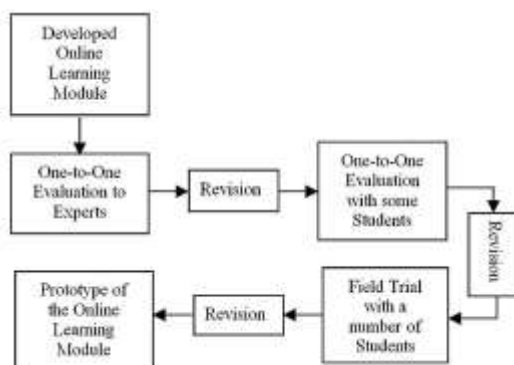 Developed
Online
Learning
Module
One-to-One
Evaluation to
Experts
Revision
One-to-One
Evaluation
with some
Students
Revision
Field Trial
with a
number of
Students
Revision
Prototype of
the Online
Learning
Module